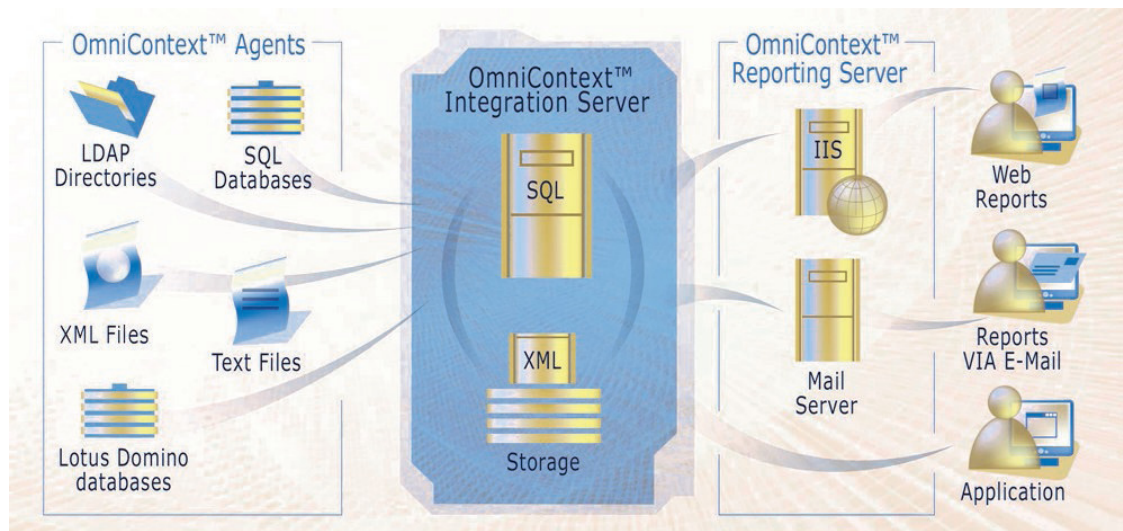 OmniContext™ Agents
LDAP
Directories
SQL
Databases
XML Files
Text Files
Lotus Domino
databases
OmniContext™
Integration Server
SQL
XML
Storage
OmniContext™
Reporting Server
IIS
Mail
Server
Web
Reports
Reports
VIA E-Mail
Application